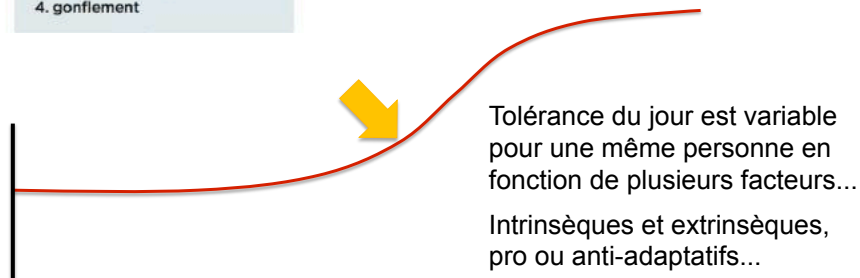 4. gonflement
Tolérance du jour est variable
pour une même personne en
fonction de plusieurs facteurs...
Intrinsèques et extrinsèques,
pro ou anti-adaptatifs...